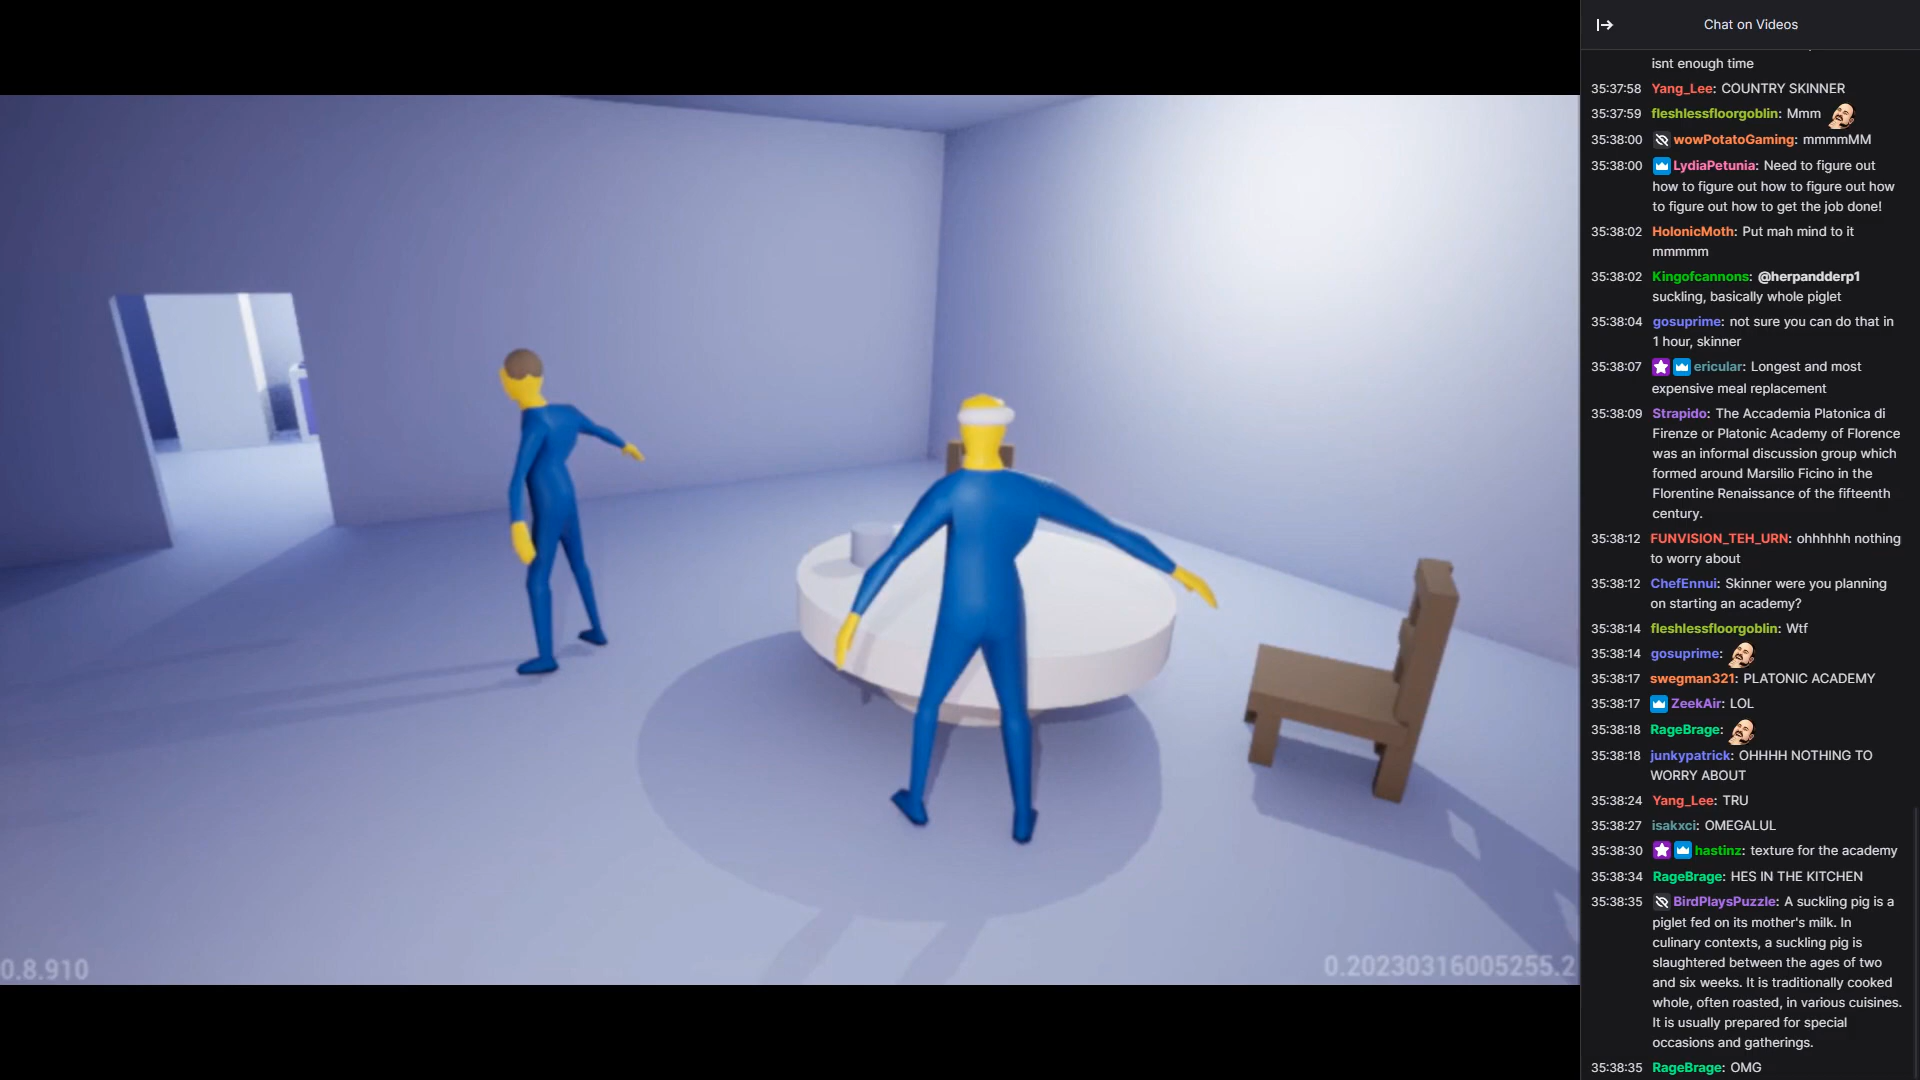 Chat on Videos
isnt enough time
35:37:58 Yang_Lee: COUNTRY SKINNER
35:37:59 fleshlessfloorgoblin: Mmm
35:38:00 wowPotatoGaming: mmmmMM
35:38:00 LydiaPetunia: Need to figure out
how to figure out how to figure out how
to figure out how to get the job done!
35:38:02 HolonicMoth: Put mah mind to it
mmmmm
35:38:02 Kingofcannons: @herpandderp1
suckling, basically whole piglet
35:38:04 gosuprime: not sure you can do that in
1 hour, skinner
35:38:07 ericular: Longest and most
expensive meal replacement
35:38:09 Strapido: The Accademia Platonica di
Firenze or Platonic Academy of Florence
was an informal discussion group which
formed around Marsilio Ficino in the
Florentine Renaissance of the fifteenth
century.
35:38:12 FUNVISION_TEH_URN: ohhhhhh nothing
to worry about
35:38:12 ChefEnnui: Skinner were you planning
on starting an academy?
35:38:14 fleshlessfloorgoblin: Wtf
35:38:14 gosuprime:
35:38:17 swegman321: PLATONIC ACADEMY
35:38:17 ZeekAir: LOL
35:38:18 RageBrage:
35:38:18 junkypatrick: OHHHH NOTHING TO
WORRY ABOUT
35:38:24 Yang_Lee: TRU
35:38:27 isakxci: OMEGALUL
35:38:30 hastinz: texture for the academy
35:38:34 RageBrage: HES IN THE KITCHEN
35:38:35 BirdPlaysPuzzle: A suckling pig is a
piglet fed on its mother's milk. In
culinary contexts, a suckling pig is
slaughtered between the ages of two
and six weeks. It is traditionally cooked
whole, often roasted, in various cuisines.
It is usually prepared for special
occasions and gatherings.
35:38:35 RageBrage: OMG
0.8.910
0.20230316005255.2